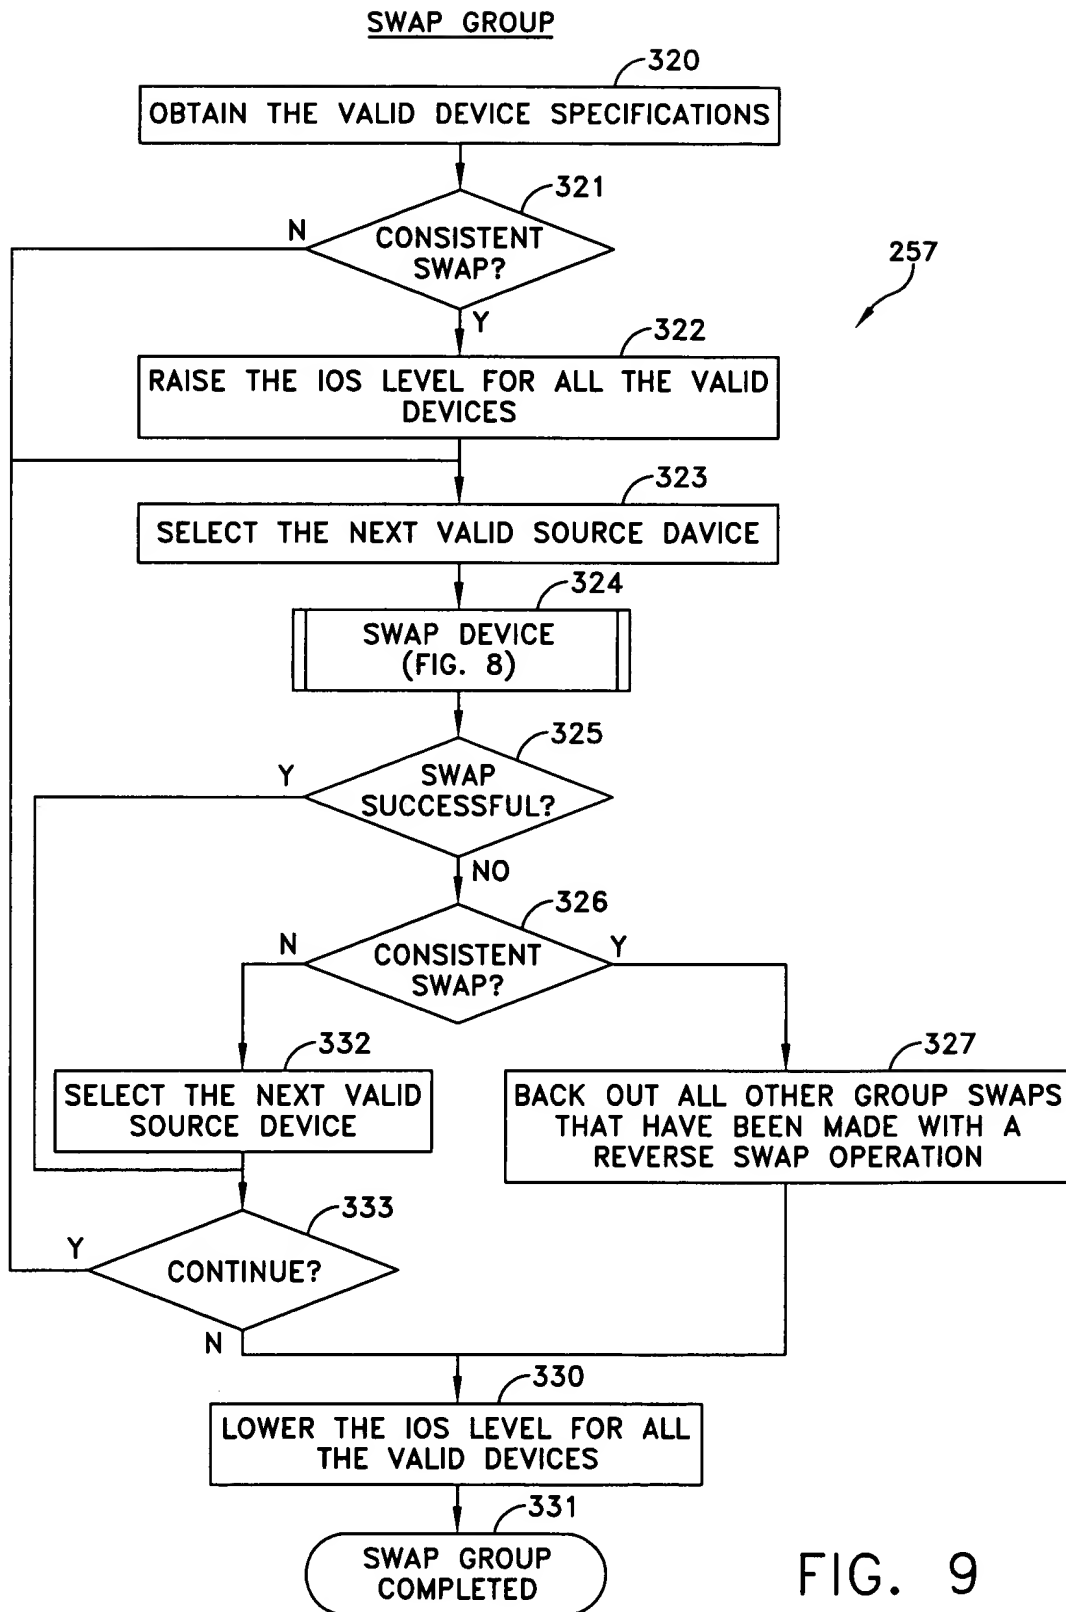 SWAP GROUP
320
OBTAIN THE VALID DEVICE SPECIFICATIONS
321
N
CONSISTENT
SWAP?
257
Y
322
RAISE THE IOS LEVEL FOR ALL THE VALID
DEVICES
323
SELECT THE NEXT VALID SOURCE DAVICE
324
SWAP DEVICE
(FIG. 8)
325
Y
SWAP
SUCCESSFUL?
NO
326
N
CONSISTENT
SWAP?
Y
332
SELECT THE NEXT VALID
SOURCE DEVICE
327
BACK OUT ALL OTHER GROUP SWAPS
THAT HAVE BEEN MADE WITH A
REVERSE SWAP OPERATION
333
Y
CONTINUE?
N
330
LOWER THE IOS LEVEL FOR ALL
THE VALID DEVICES
331
SWAP GROUP
COMPLETED
FIG. 9